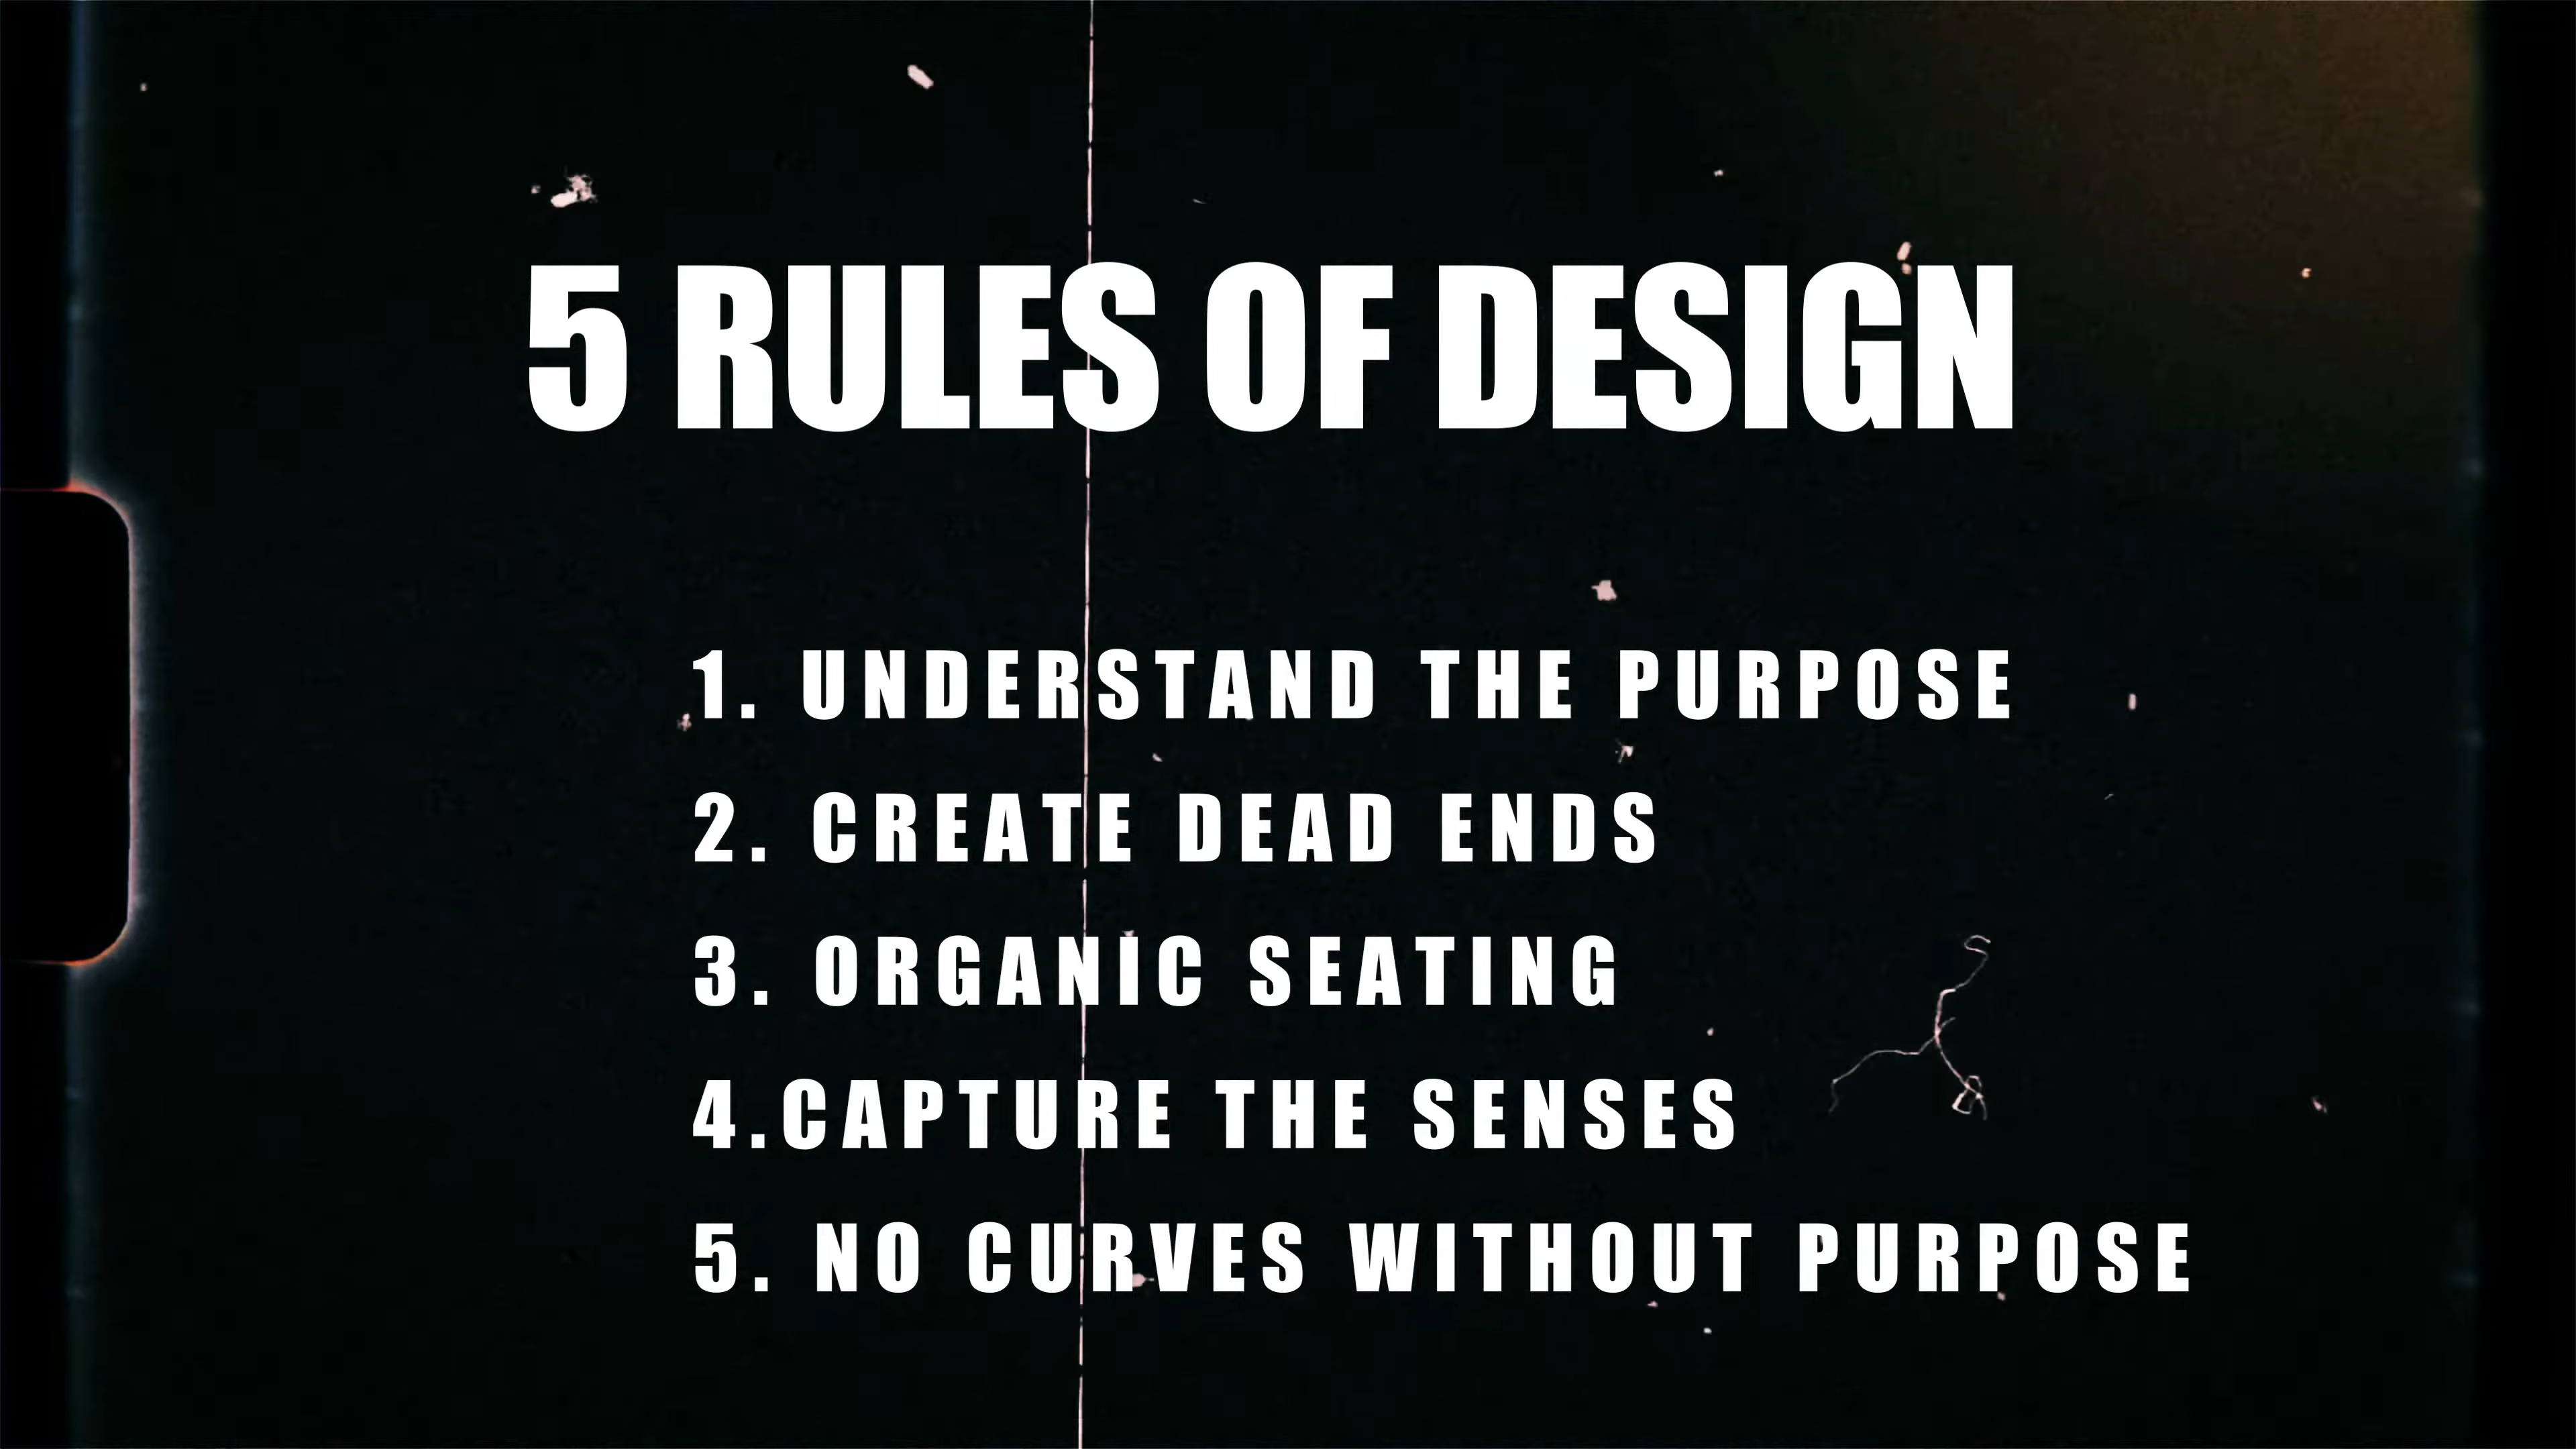 5 RULES OF DESIGN
1. UNDERSTAND THE PURPOSE
2. CREATE DEAD ENDS
3. ORGANIC SEATING
4.CAPTURE THE SENSES
5. NO CURVES WITHOUT PURPOSE